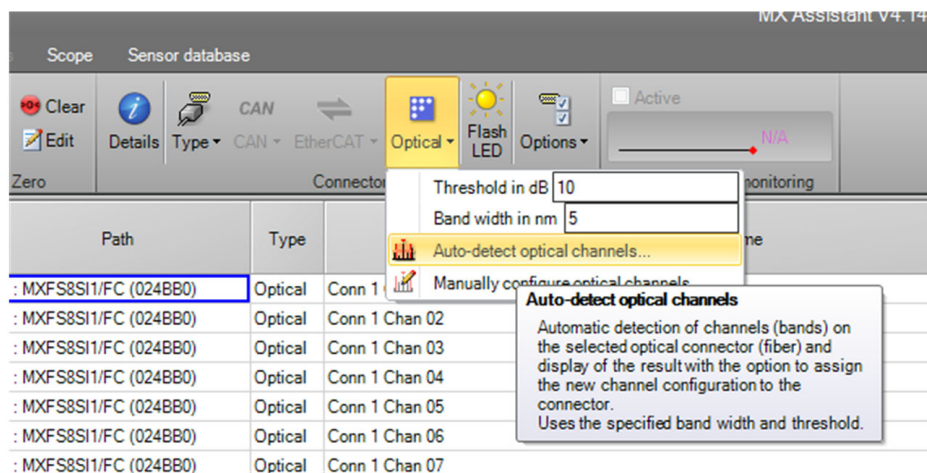 MX Assistant V4.14
Scope Sensor database
Clear
Edit
Details
Type
CAN
CAN
EtherCAT
Optical
Flash
LED
Options
Active
N/A
Zero
Connector
monitoring
Threshold in dB 10
Band width in nm 5
Auto-detect optical channels...
Manually configure optical channels
Auto-detect optical channels
Automatic detection of channels (bands) on
the selected optical connector (fiber) and
display of the result with the option to assign
the new channel configuration to the
connector.
Uses the specified band width and threshold.
Path Type
: MXFS8SI1/FC (024BB0) Optical Conn 1
: MXFS8SI1/FC (024BB0) Optical Conn 1 Chan 02
: MXFS8SI1/FC (024BB0) Optical Conn 1 Chan 03
: MXFS8SI1/FC (024BB0) Optical Conn 1 Chan 04
: MXFS8SI1/FC (024BB0) Optical Conn 1 Chan 05
: MXFS8SI1/FC (024BB0) Optical Conn 1 Chan 06
: MXFS8SI1/FC (024BB0) Optical Conn 1 Chan 07